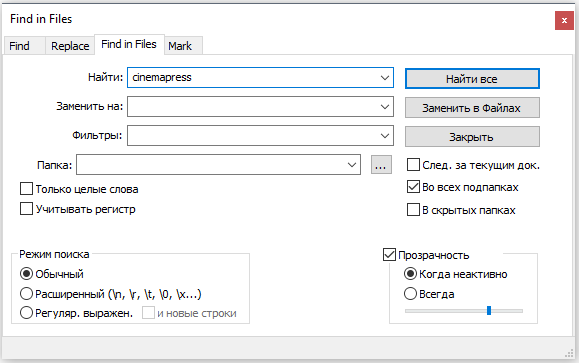 Find in Files
x
Find Replace Find in Files Mark
Найти: cinemapress Найти все
Заменить на: Заменить в Файлах
Фильтры: Закрыть
Папка: ... След. за текущим док.
Только целые слова Во всех подпапках
Учитывать регистр В скрытых папках
Режим поиска Прозрачность
Обычный Когда неактивно
Расширенный (\n, \r, \t, \0, \x...) Всегда
Регуляр. выражен. и новые строки